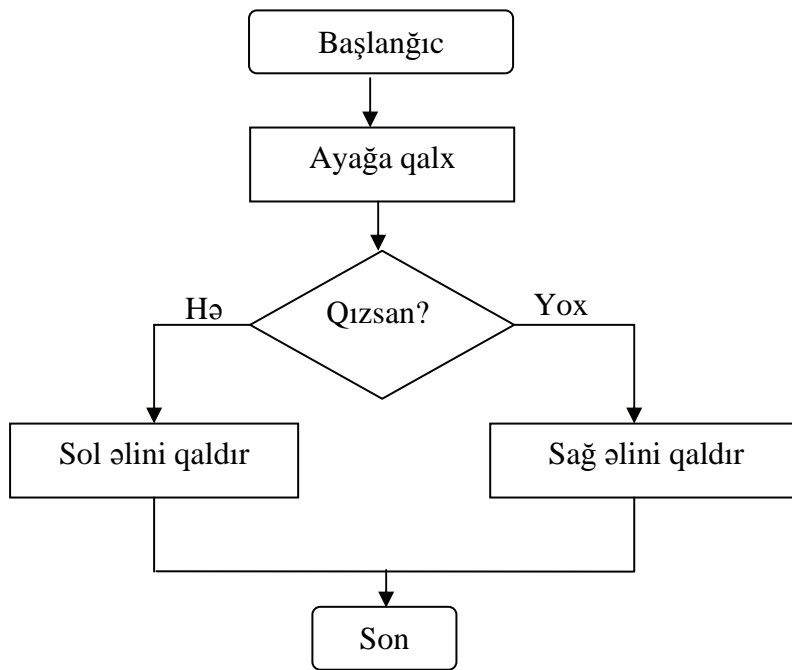 Başlanğıc
Ayağa qalx
Qızsan?
Hə
Yox
Sol əlini qaldır
Sağ əlini qaldır
Son